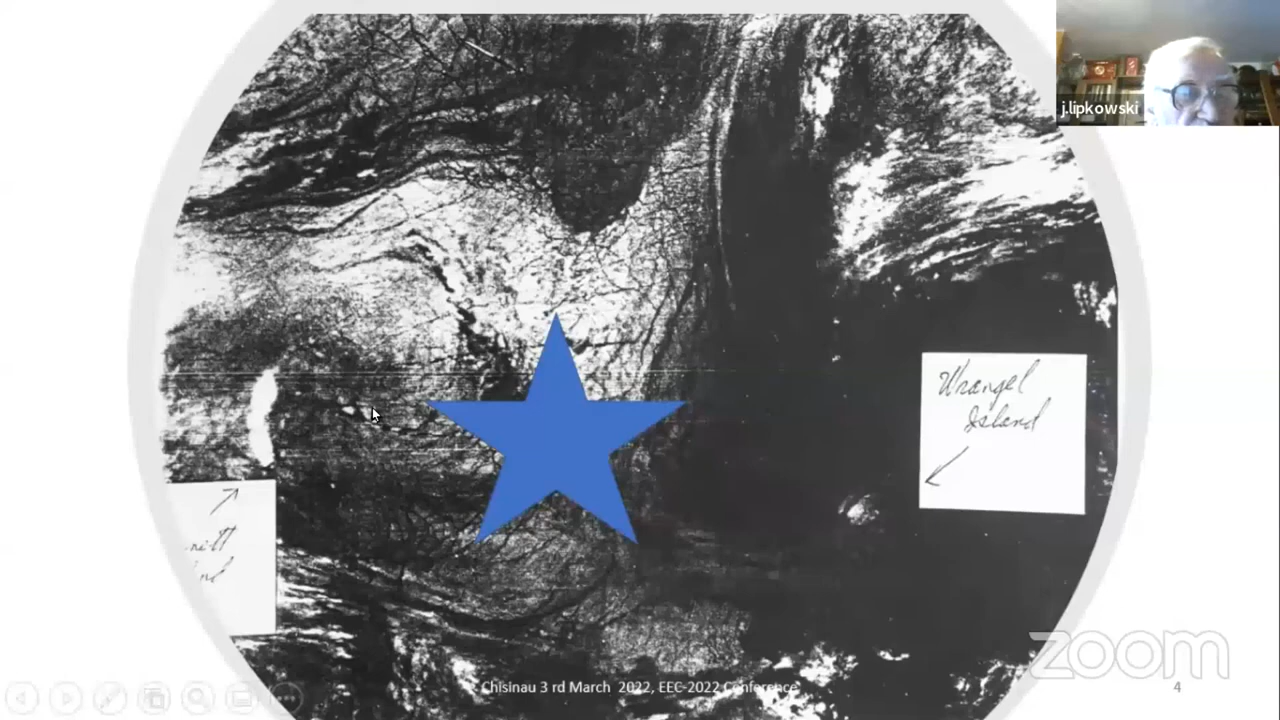 j.lipkowski
Wrangel
Island
zoom
Chisinau 3 rd March 2022, EEC-2022 Conference
4